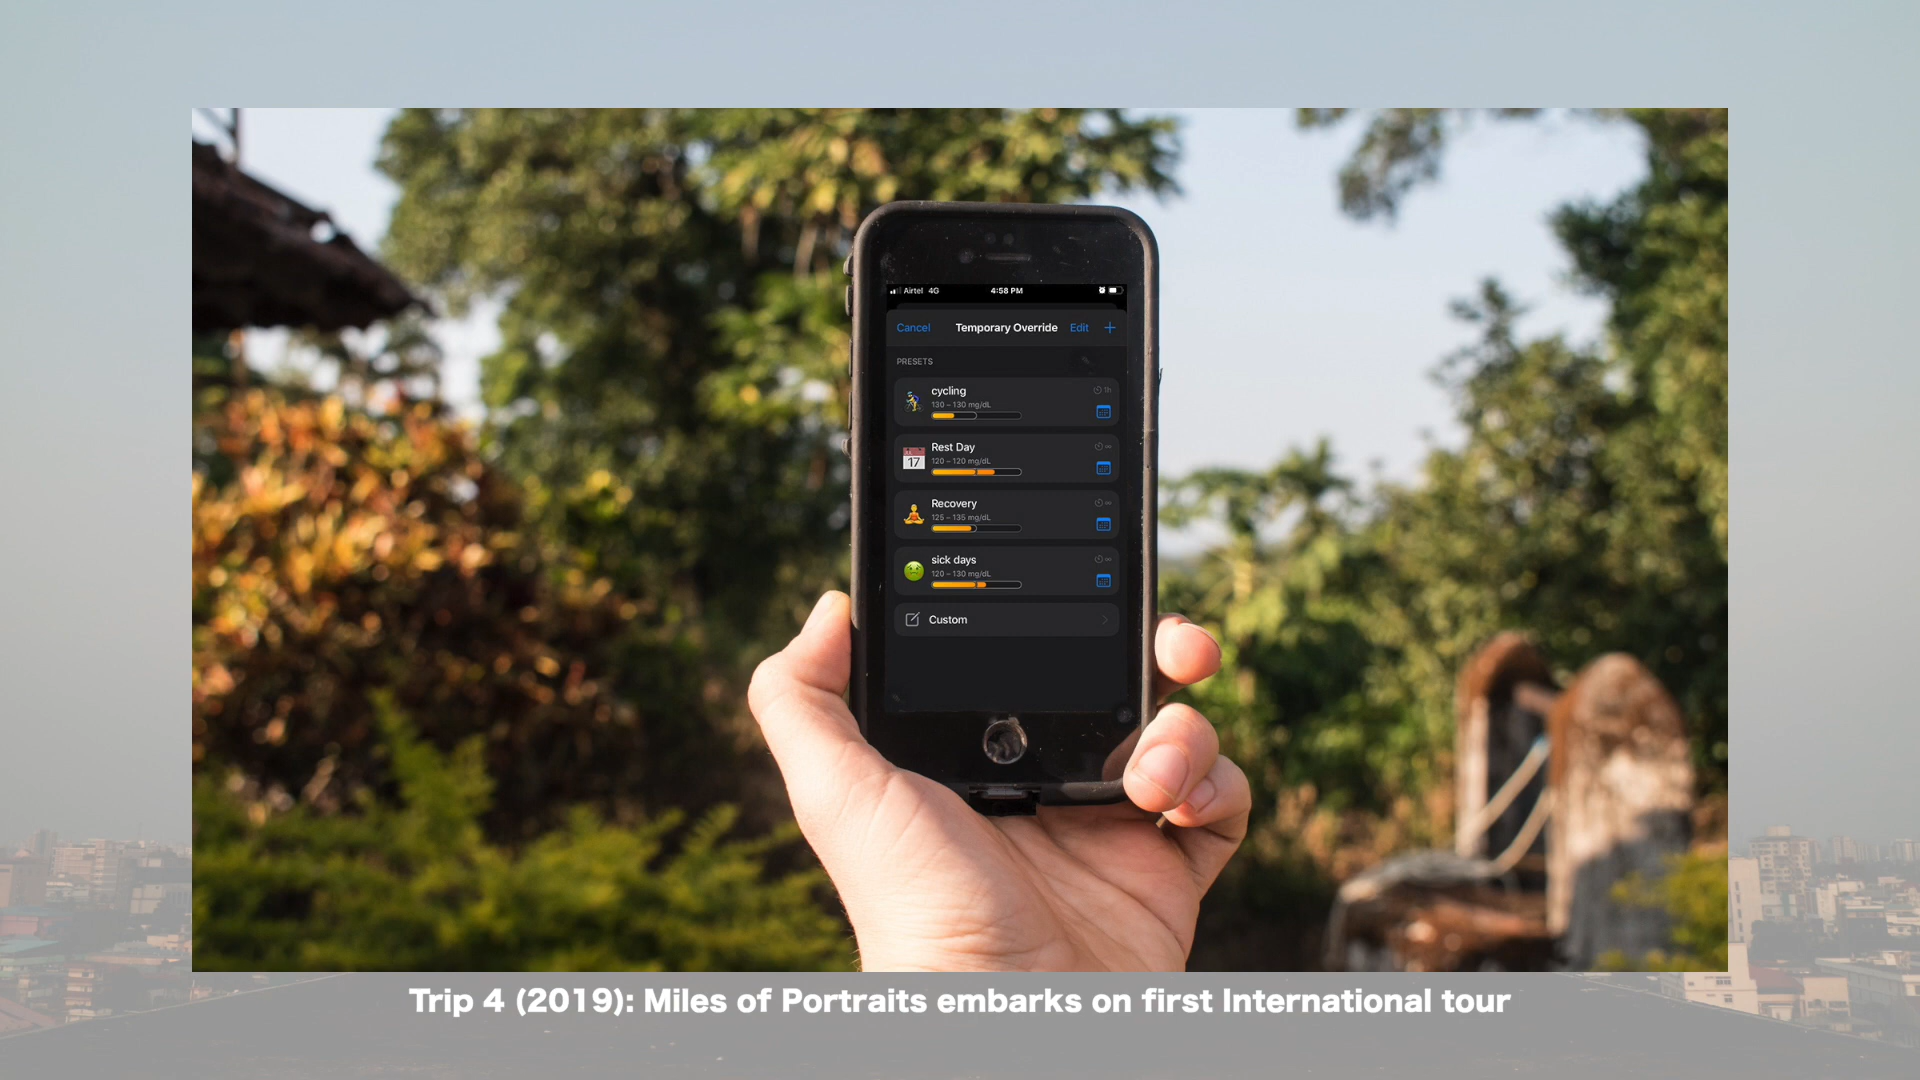 Airtel 4G 4:58 PM
Cancel Temporary Override Edit +
PRESETS
cycling 1h
130 – 130 mg/dL
Rest Day ∞
17 120 – 120 mg/dL
Recovery ∞
125 – 135 mg/dL
sick days ∞
120 – 130 mg/dL
Custom
Trip 4 (2019): Miles of Portraits embarks on first International tour